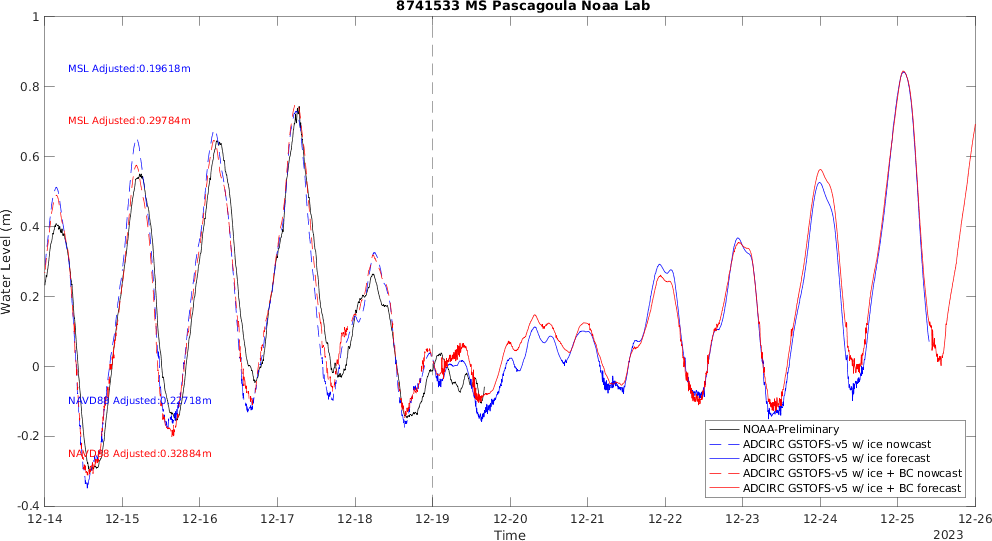 8741533 MS Pascagoula Noaa Lab
1
0.8
0.6
0.4
0.2
0
-0.2
-0.4
Water Level (m)
MSL Adjusted:0.19618m
MSL Adjusted:0.29784m
NAVD88 Adjusted:0.22718m
NAVD88 Adjusted:0.32884m
NOAA-Preliminary
ADCIRC GSTOFS-v5 w/ ice nowcast
ADCIRC GSTOFS-v5 w/ ice forecast
ADCIRC GSTOFS-v5 w/ ice + BC nowcast
ADCIRC GSTOFS-v5 w/ ice + BC forecast
12-14 12-15 12-16 12-17 12-18 12-19 12-20 12-21 12-22 12-23 12-24 12-25 12-26
Time
2023